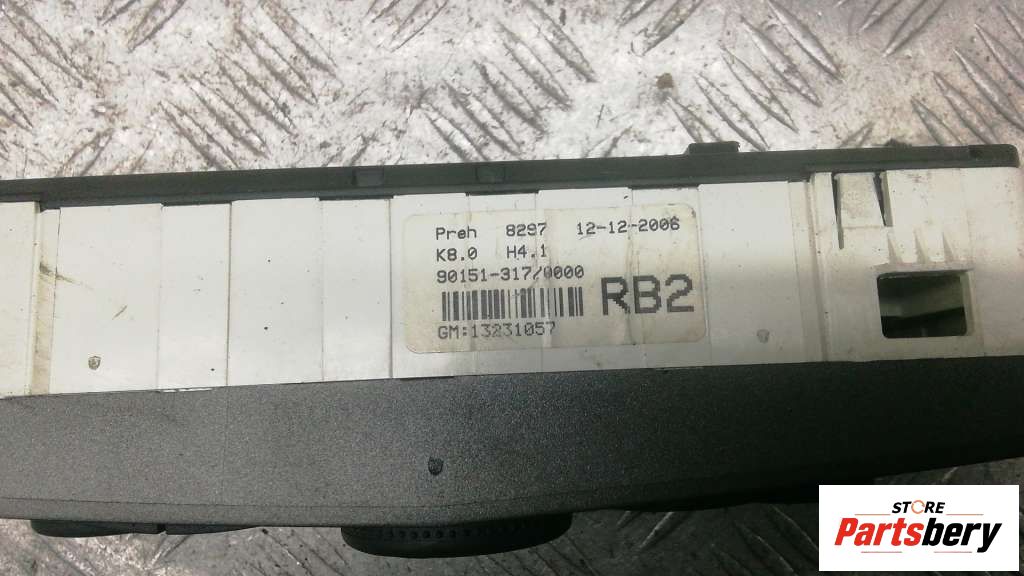 Preh 8297 12-12-2006
K8.0 H4.1
90151-317/0000
RB2
GM:13231057
STORE
Partsbery